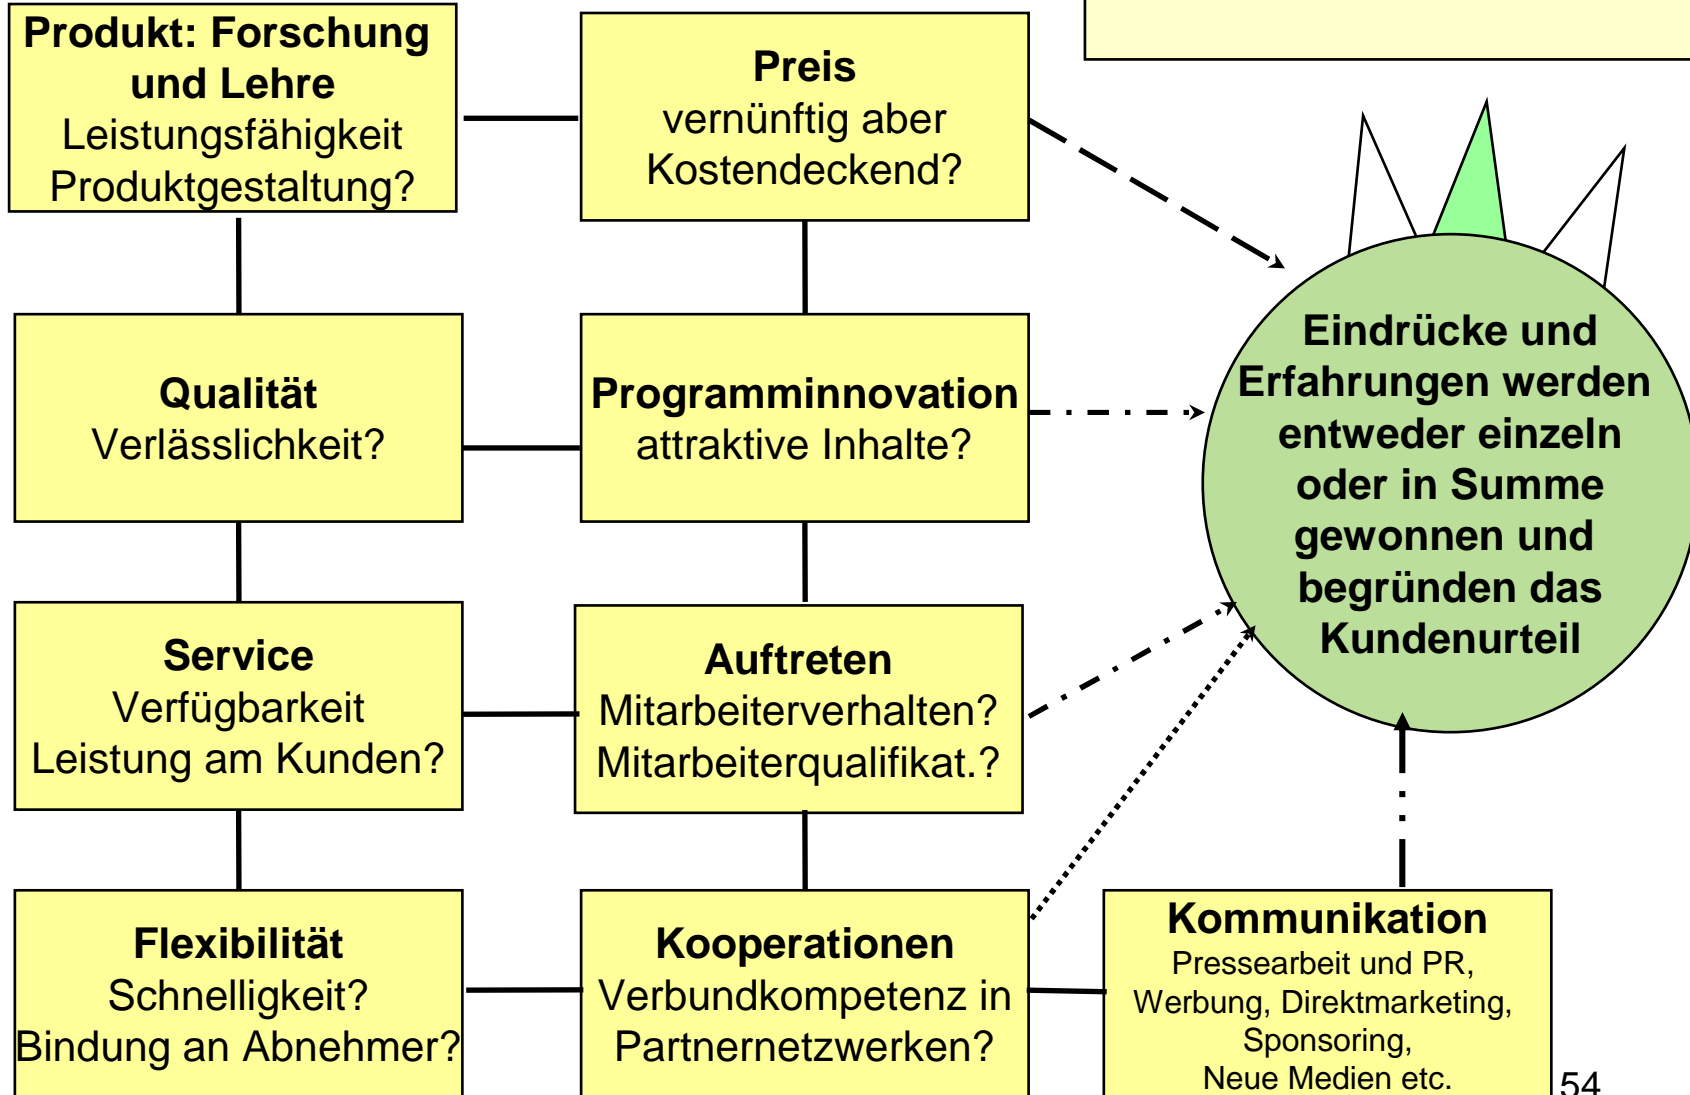 Produkt: Forschung
und Lehre
Leistungsfähigkeit
Produktgestaltung?
Preis
vernünftig aber
Kostendeckend?
Qualität
Verlässlichkeit?
Programminnovation
attraktive Inhalte?
Eindrücke und
Erfahrungen werden
entweder einzeln
oder in Summe
gewonnen und
begründen das
Kundenurteil
Service
Verfügbarkeit
Leistung am Kunden?
Auftreten
Mitarbeiterverhalten?
Mitarbeiterqualifikat.?
Flexibilität
Schnelligkeit?
Bindung an Abnehmer?
Kooperationen
Verbundkompetenz in
Partnernetzwerken?
Kommunikation
Pressearbeit und PR,
Werbung, Direktmarketing,
Sponsoring,
Neue Medien etc.
54